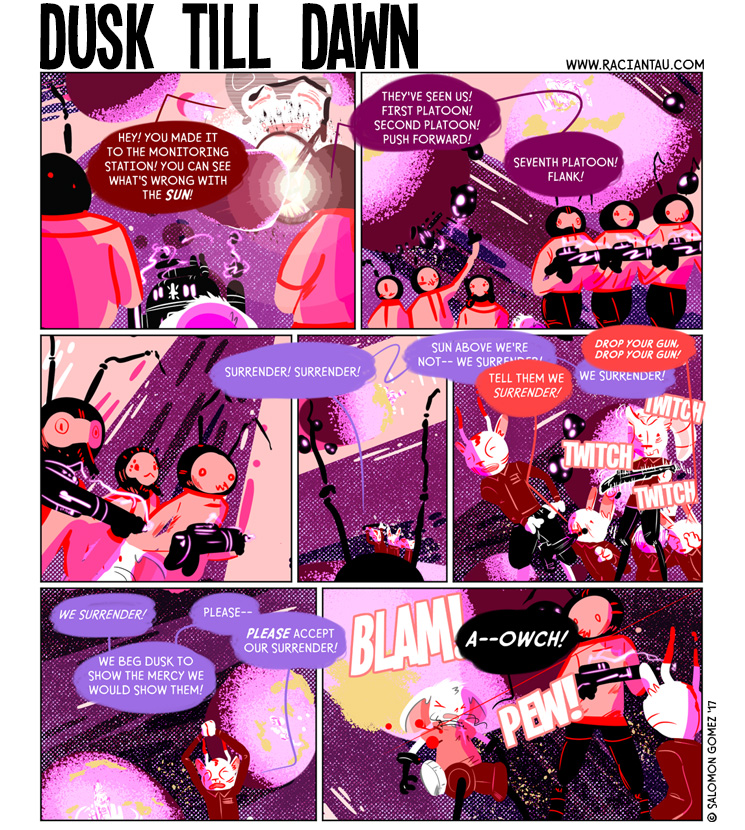 DUSK TILL DAWN
WWW.RACIANTAU.COM
HEY! YOU MADE IT
TO THE MONITORING
STATION! YOU CAN SEE
WHAT'S WRONG WITH
THE SUN!
THEY'VE SEEN US!
FIRST PLATOON!
SECOND PLATOON!
PUSH FORWARD!
SEVENTH PLATOON!
FLANK!
SURRENDER! SURRENDER!
SUN ABOVE WE'RE
NOT-- WE SURRENDER!
TELL THEM WE
SURRENDER!
DROP YOUR GUN,
DROP YOUR GUN!
WE SURRENDER!
TWITCH
TWITCH
TWITCH
WE SURRENDER!
WE BEG DUSK TO
SHOW THE MERCY WE
WOULD SHOW THEM!
PLEASE--
PLEASE ACCEPT
OUR SURRENDER!
BLAM!
A--OWCH!
PEW!
© SALOMON GOMEZ '17